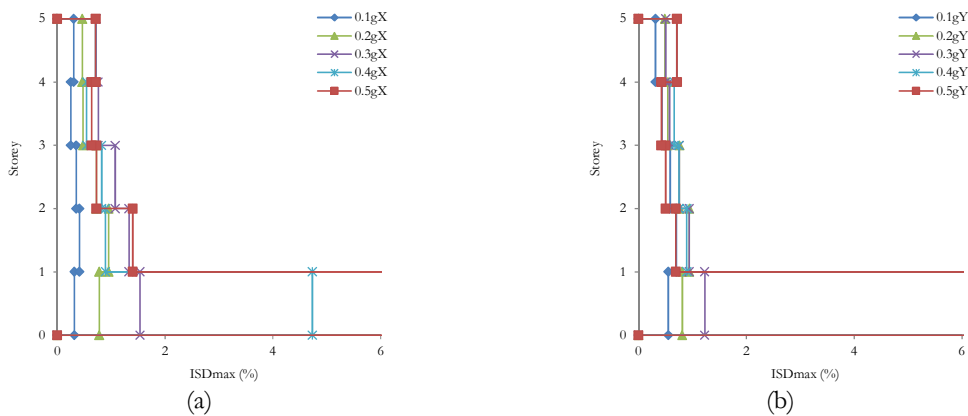 5
4
3
2
1
0
Storey
0
2
4
6
ISDmax (%)
0.1gX
0.2gX
0.3gX
0.4gX
0.5gX
(a)
5
4
3
2
1
0
Storey
0
2
4
6
ISDmax (%)
0.1gY
0.2gY
0.3gY
0.4gY
0.5gY
(b)